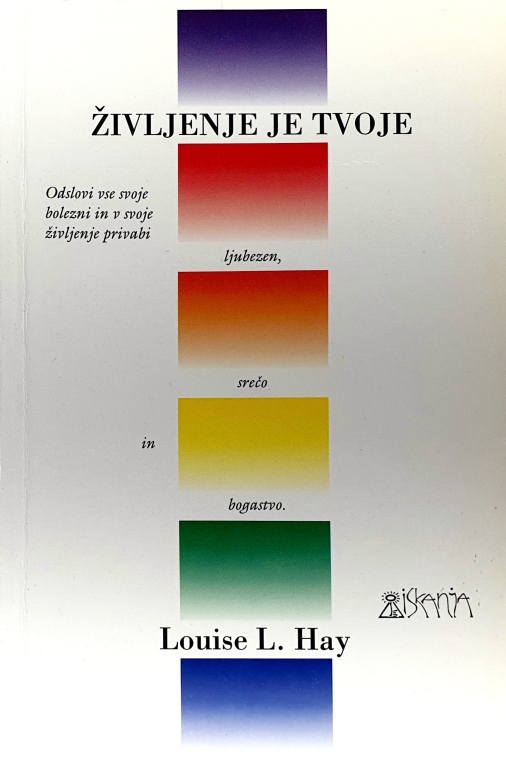 ŽIVLJENJE JE TVOJE
Odslovi vse svoje
bolezni in v svoje
življenje privabi
ljubezen,
srečo
in
bogastvo.
iskanja
Louise L. Hay